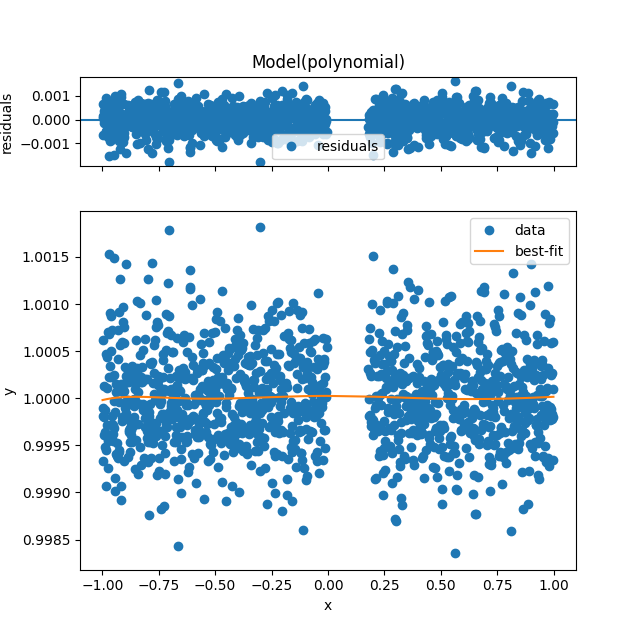 Model(polynomial)
residuals
0.001
0.000
−0.001
residuals
y
1.0015
1.0010
1.0005
1.0000
0.9995
0.9990
0.9985
data
best-fit
−1.00 −0.75 −0.50 −0.25 0.00 0.25 0.50 0.75 1.00
x